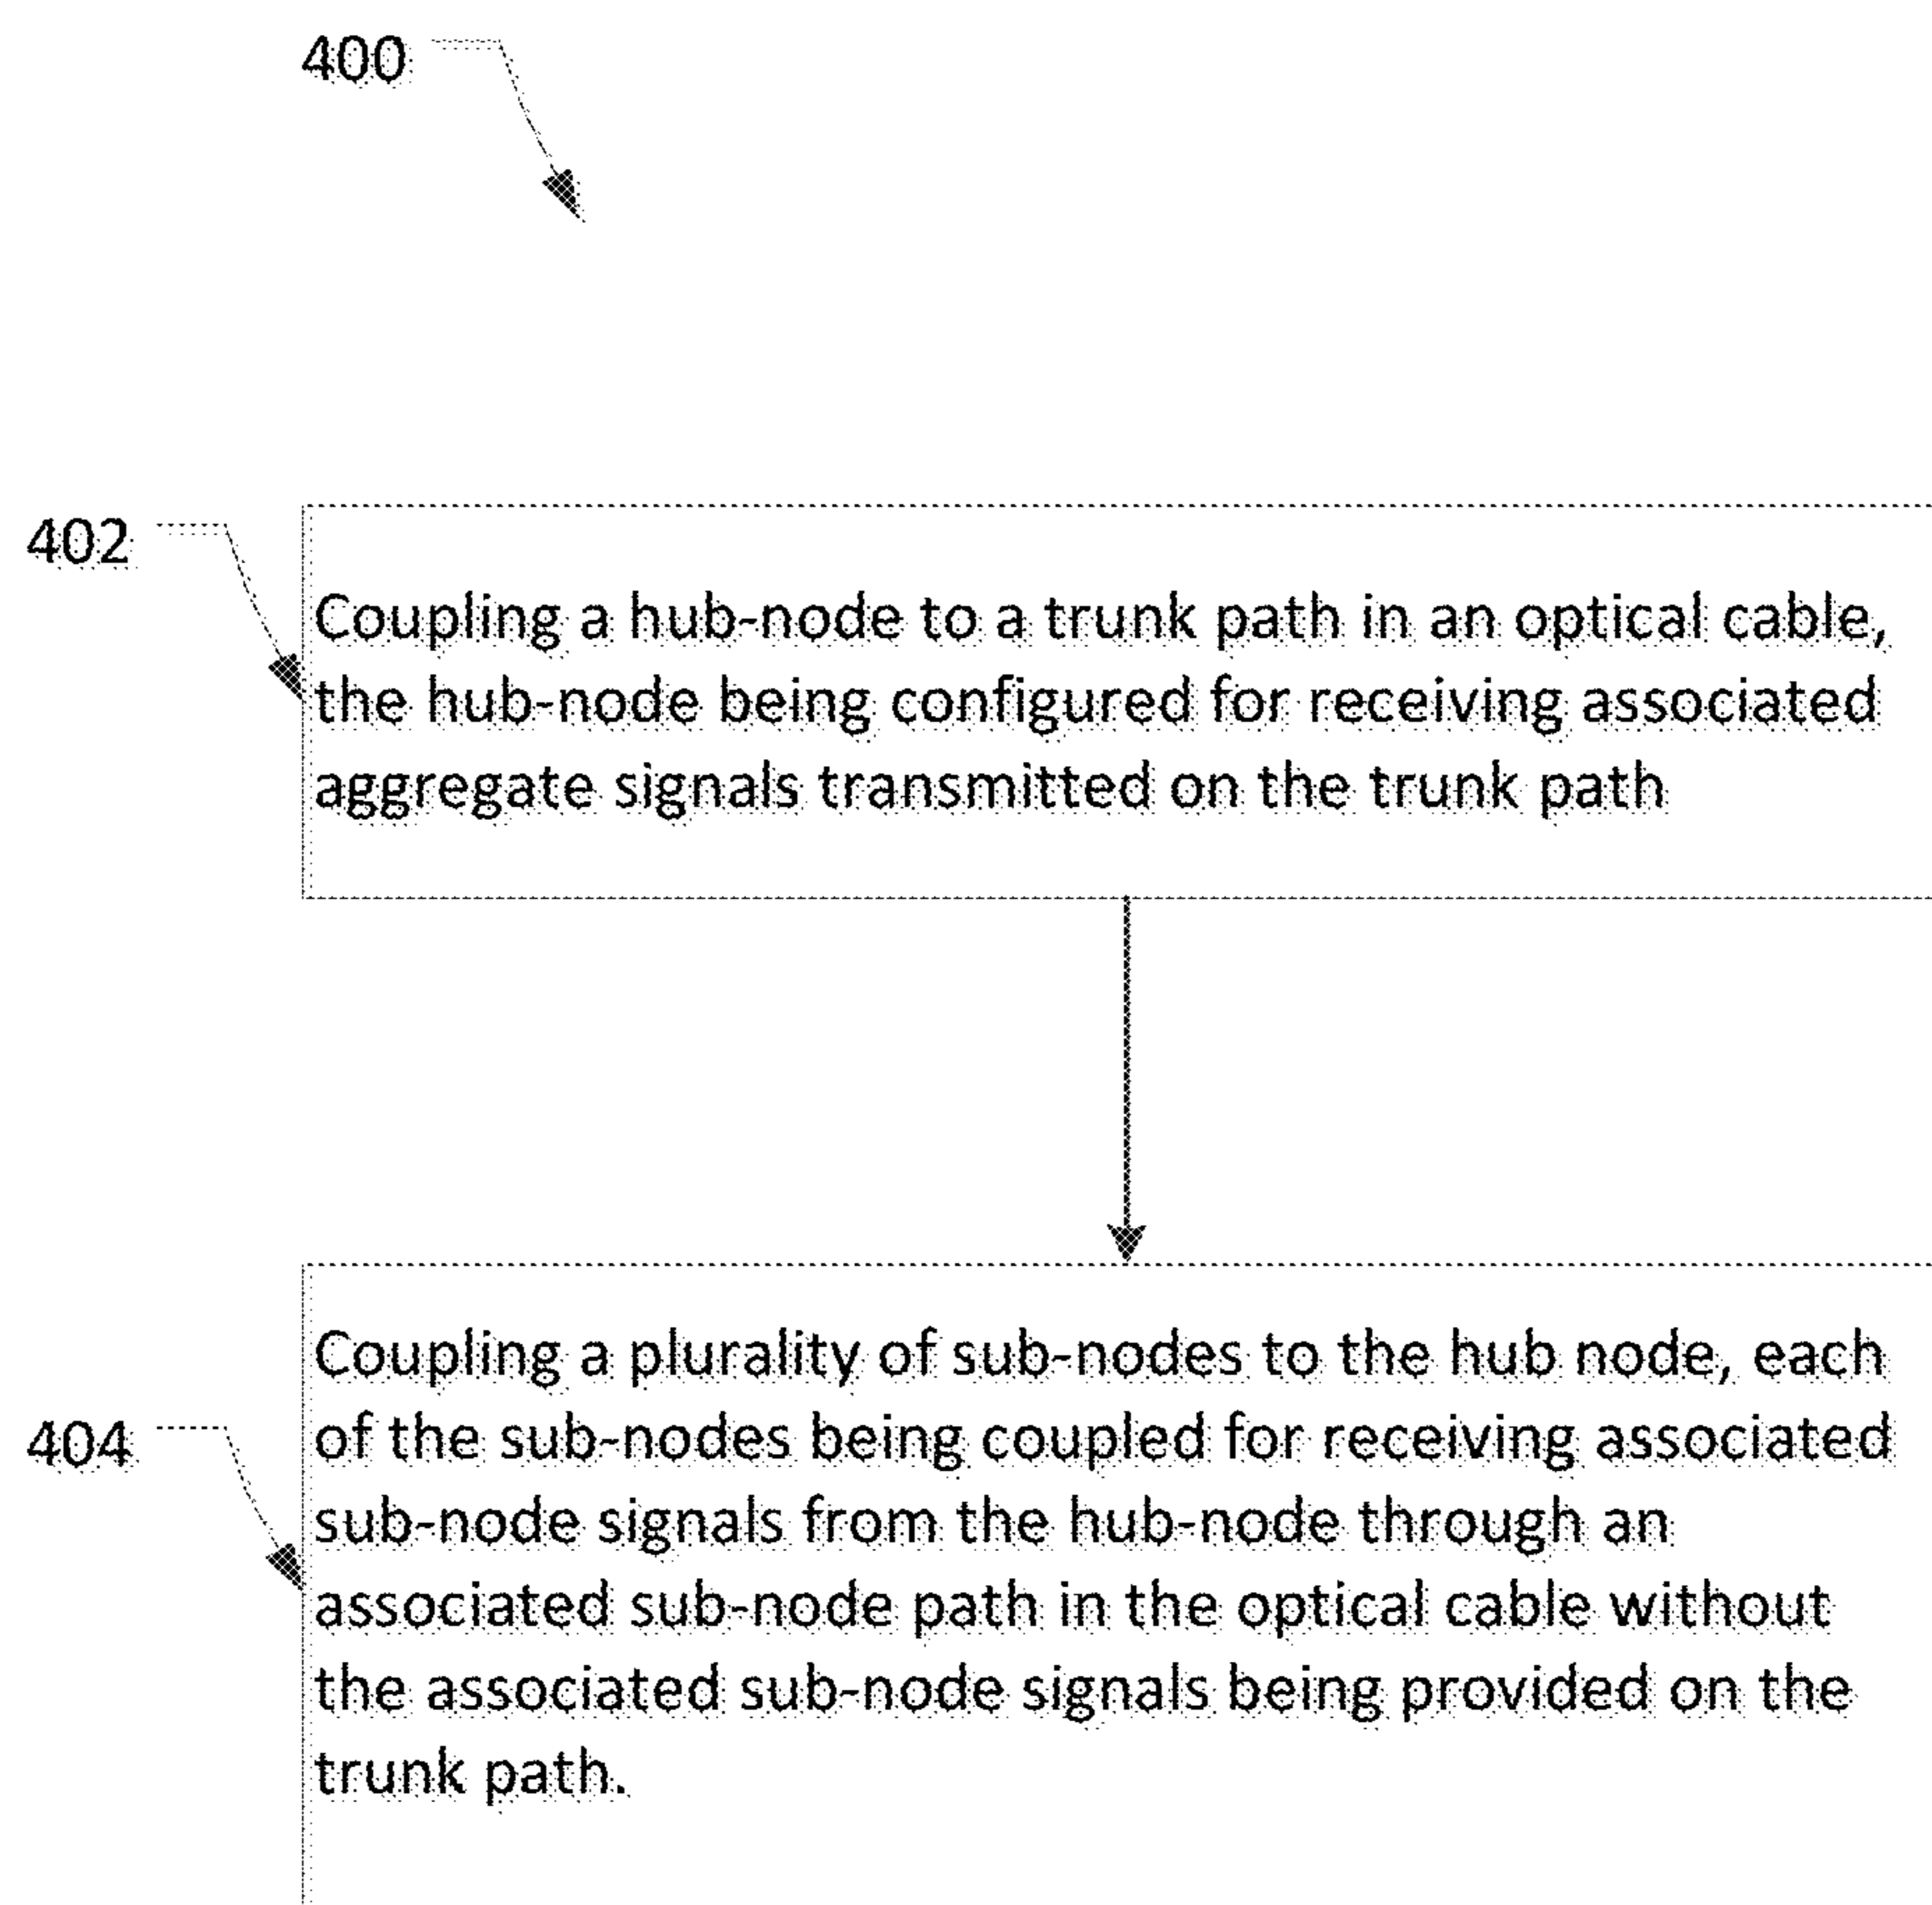 400
402
Coupling a hub-node to a trunk path in an optical cable,
the hub-node being configured for receiving associated
aggregate signals transmitted on the trunk path
404
Coupling a plurality of sub-nodes to the hub node, each
of the sub-nodes being coupled for receiving associated
sub-node signals from the hub-node through an
associated sub-node path in the optical cable without
the associated sub-node signals being provided on the
trunk path.